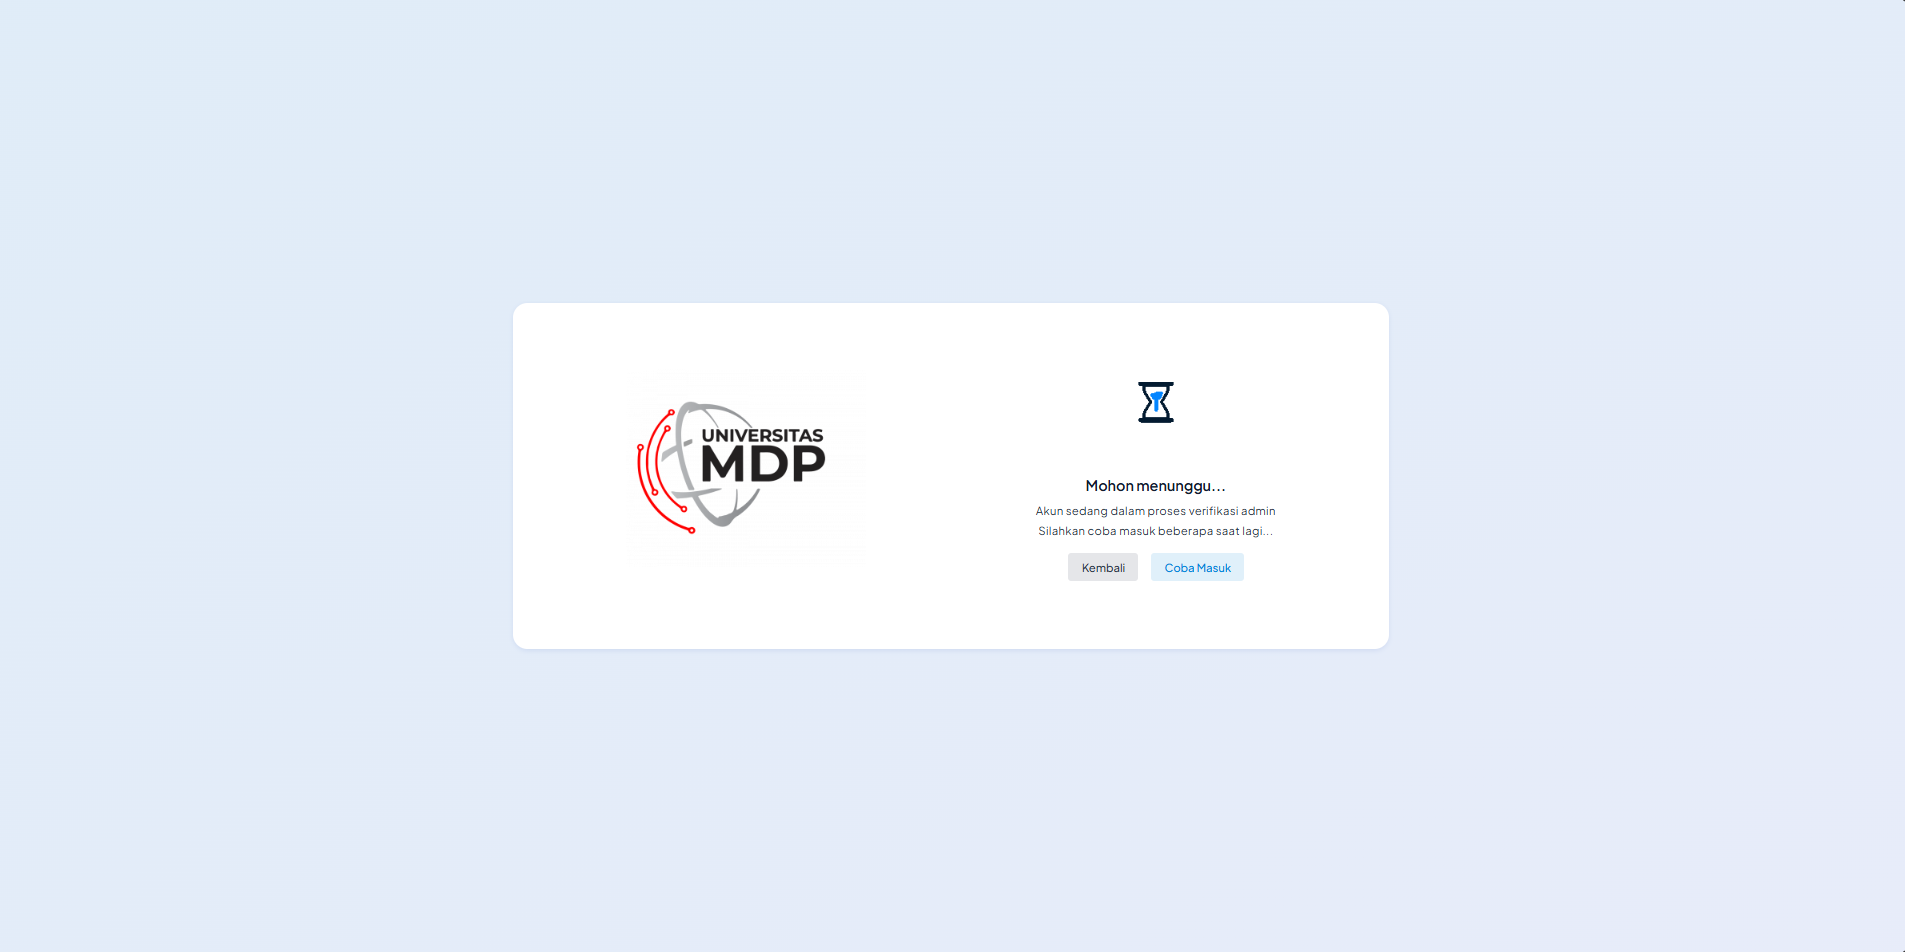 UNIVERSITAS
MDP
Mohon menunggu...
Akun sedang dalam proses verifikasi admin
Silahkan coba masuk beberapa saat lagi...
Kembali
Coba Masuk